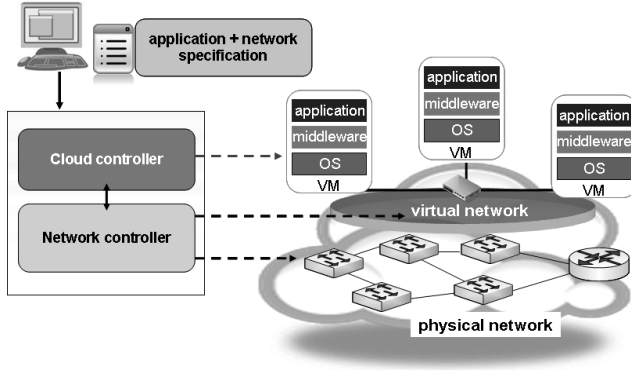 application + network
specification
Cloud controller
Network controller
application
middleware
OS
VM
application
middleware
OS
VM
application
middleware
OS
VM
virtual network
physical network